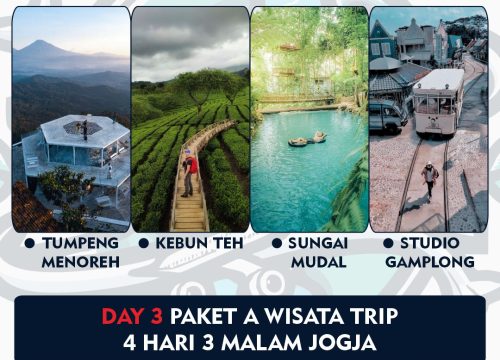 ● TUMPENG MENOREH
● KEBUN TEH
● SUNGAI MUDAL
● STUDIO GAMPLONG
DAY 3 PAKET A WISATA TRIP
4 HARI 3 MALAM JOGJA